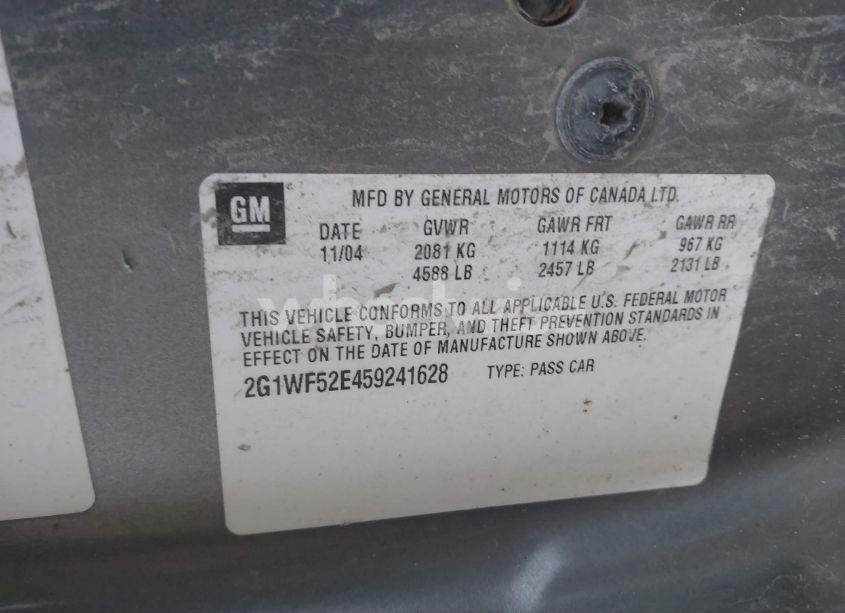 GM
MFD BY GENERAL MOTORS OF CANADA LTD.
DATE GVWR GAWR FRT GAWR RR
11/04 2081 KG 1114 KG 967 KG
4588 LB 2457 LB 2131 LB
THIS VEHICLE CONFORMS TO ALL APPLICABLE U.S. FEDERAL MOTOR
VEHICLE SAFETY, BUMPER, AND THEFT PREVENTION STANDARDS IN
EFFECT ON THE DATE OF MANUFACTURE SHOWN ABOVE.
2G1WF52E459241628 TYPE: PASS CAR